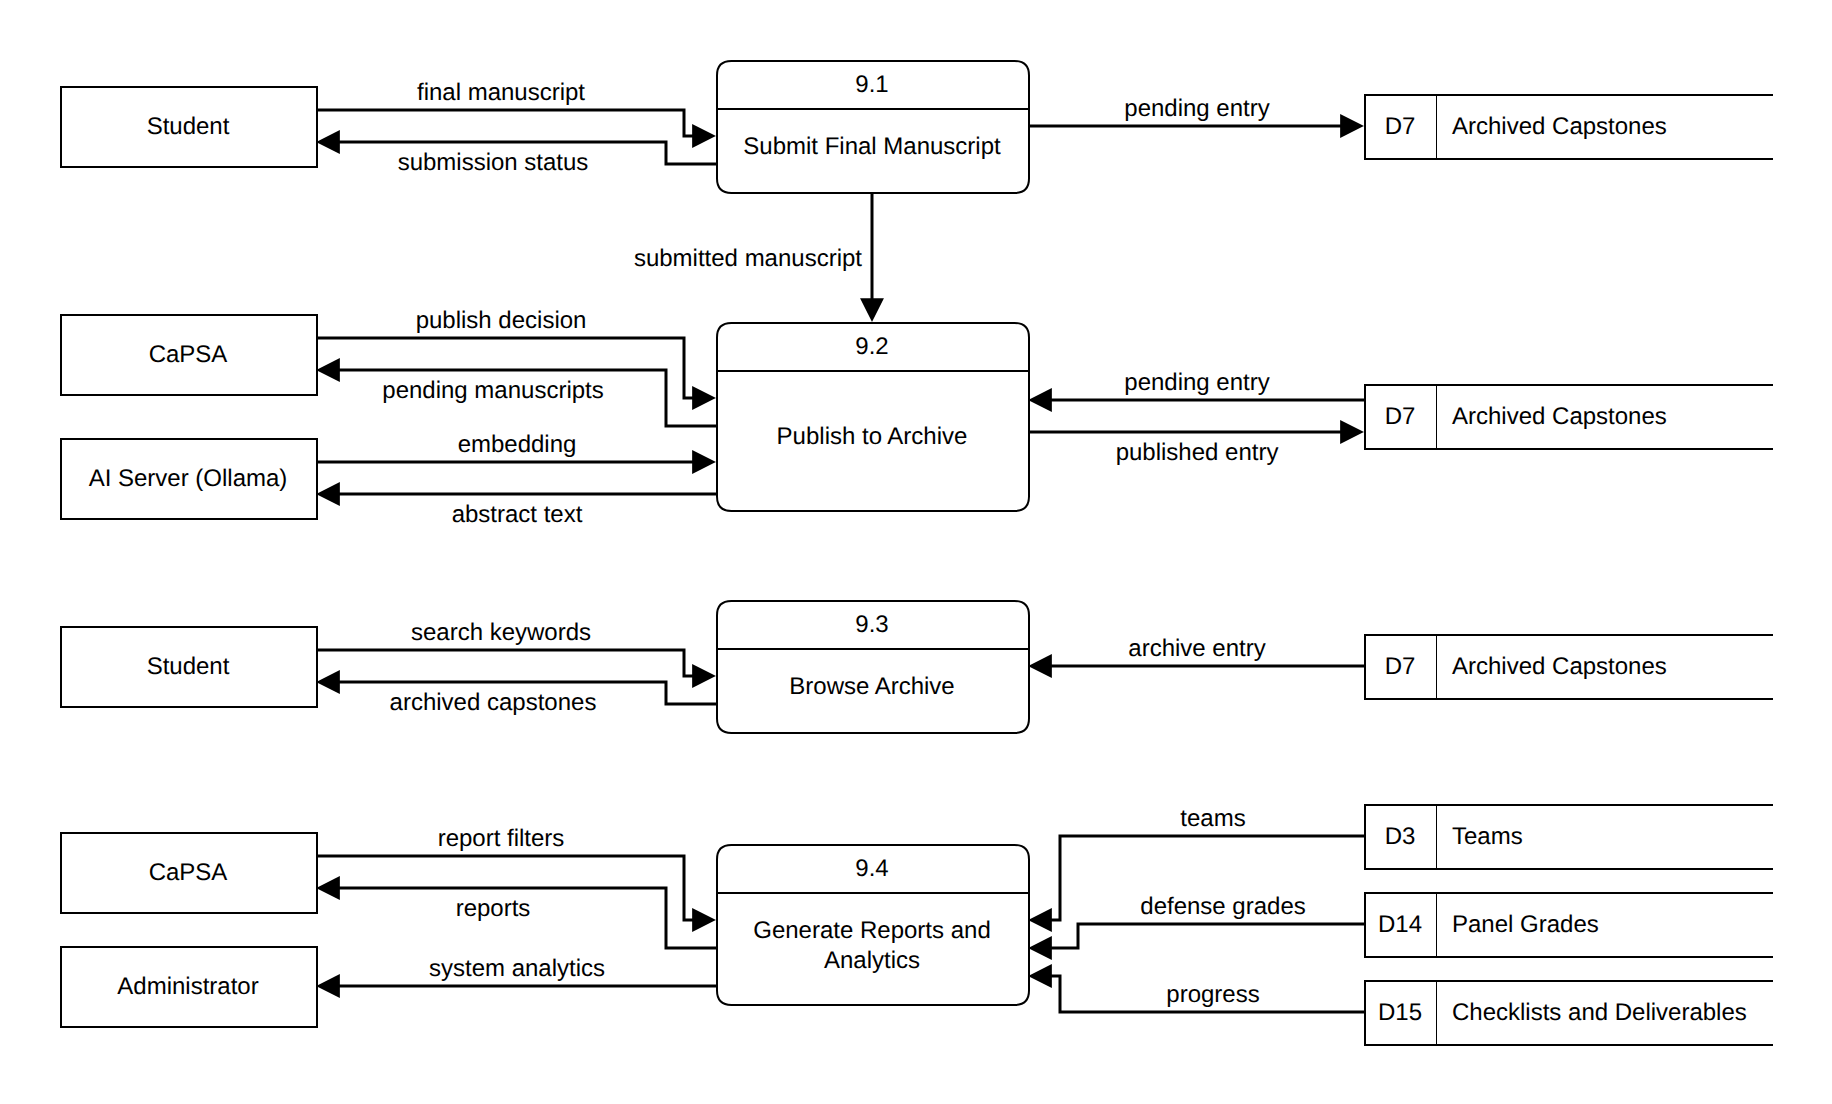 9.1
final manuscript
Student
submission status
Submit Final Manuscript
pending entry
D7 Archived Capstones
submitted manuscript
publish decision
CaPSA
pending manuscripts
9.2
Publish to Archive
embedding
AI Server (Ollama)
abstract text
pending entry
D7 Archived Capstones
published entry
search keywords
Student
archived capstones
9.3
Browse Archive
archive entry
D7 Archived Capstones
report filters
CaPSA
reports
9.4
Generate Reports and
Analytics
system analytics
Administrator
teams
D3 Teams
defense grades
D14 Panel Grades
progress
D15 Checklists and Deliverables